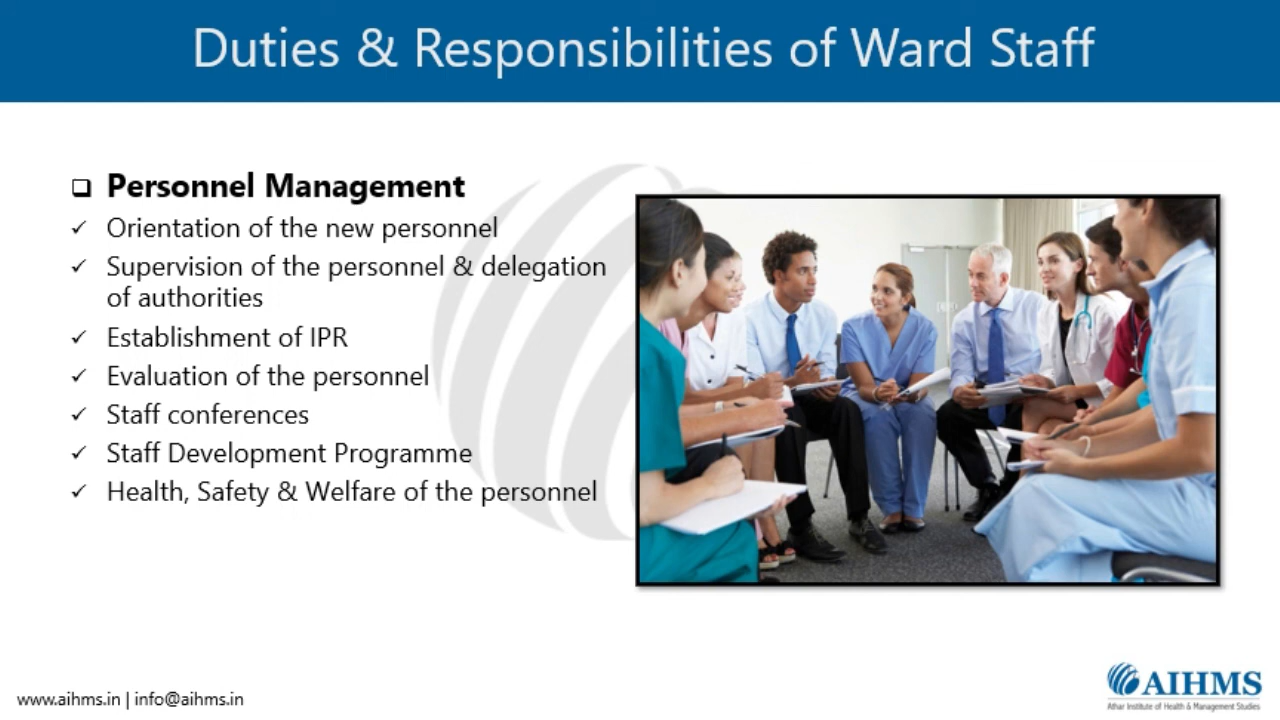 Duties & Responsibilities of Ward Staff
Personnel Management
Orientation of the new personnel
Supervision of the personnel & delegation
of authorities
Establishment of IPR
Evaluation of the personnel
Staff conferences
Staff Development Programme
Health, Safety & Welfare of the personnel
www.aihms.in | info@aihms.in
AIHMS
Athar Institute of Health & Management Studies